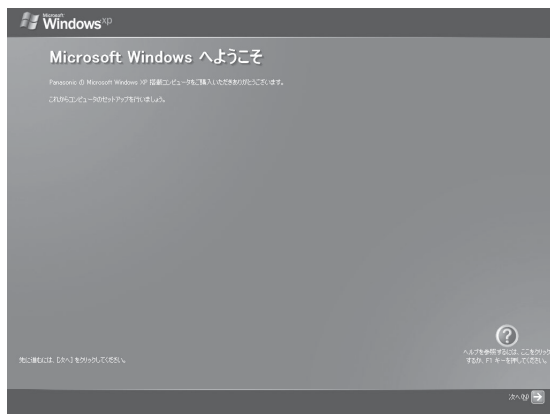 Microsoft
Windows xp
Microsoft Windows へようこそ
Panasonic の Microsoft Windows XP 搭載コンピュータをご購入いただきありがとうございます。
これからコンピュータのセットアップを行いましょう。
ヘルプを参照するには、ここをクリック
するか、F1 キーを押してください。
先に進むには、[次へ] をクリックしてください。
次へ(N)